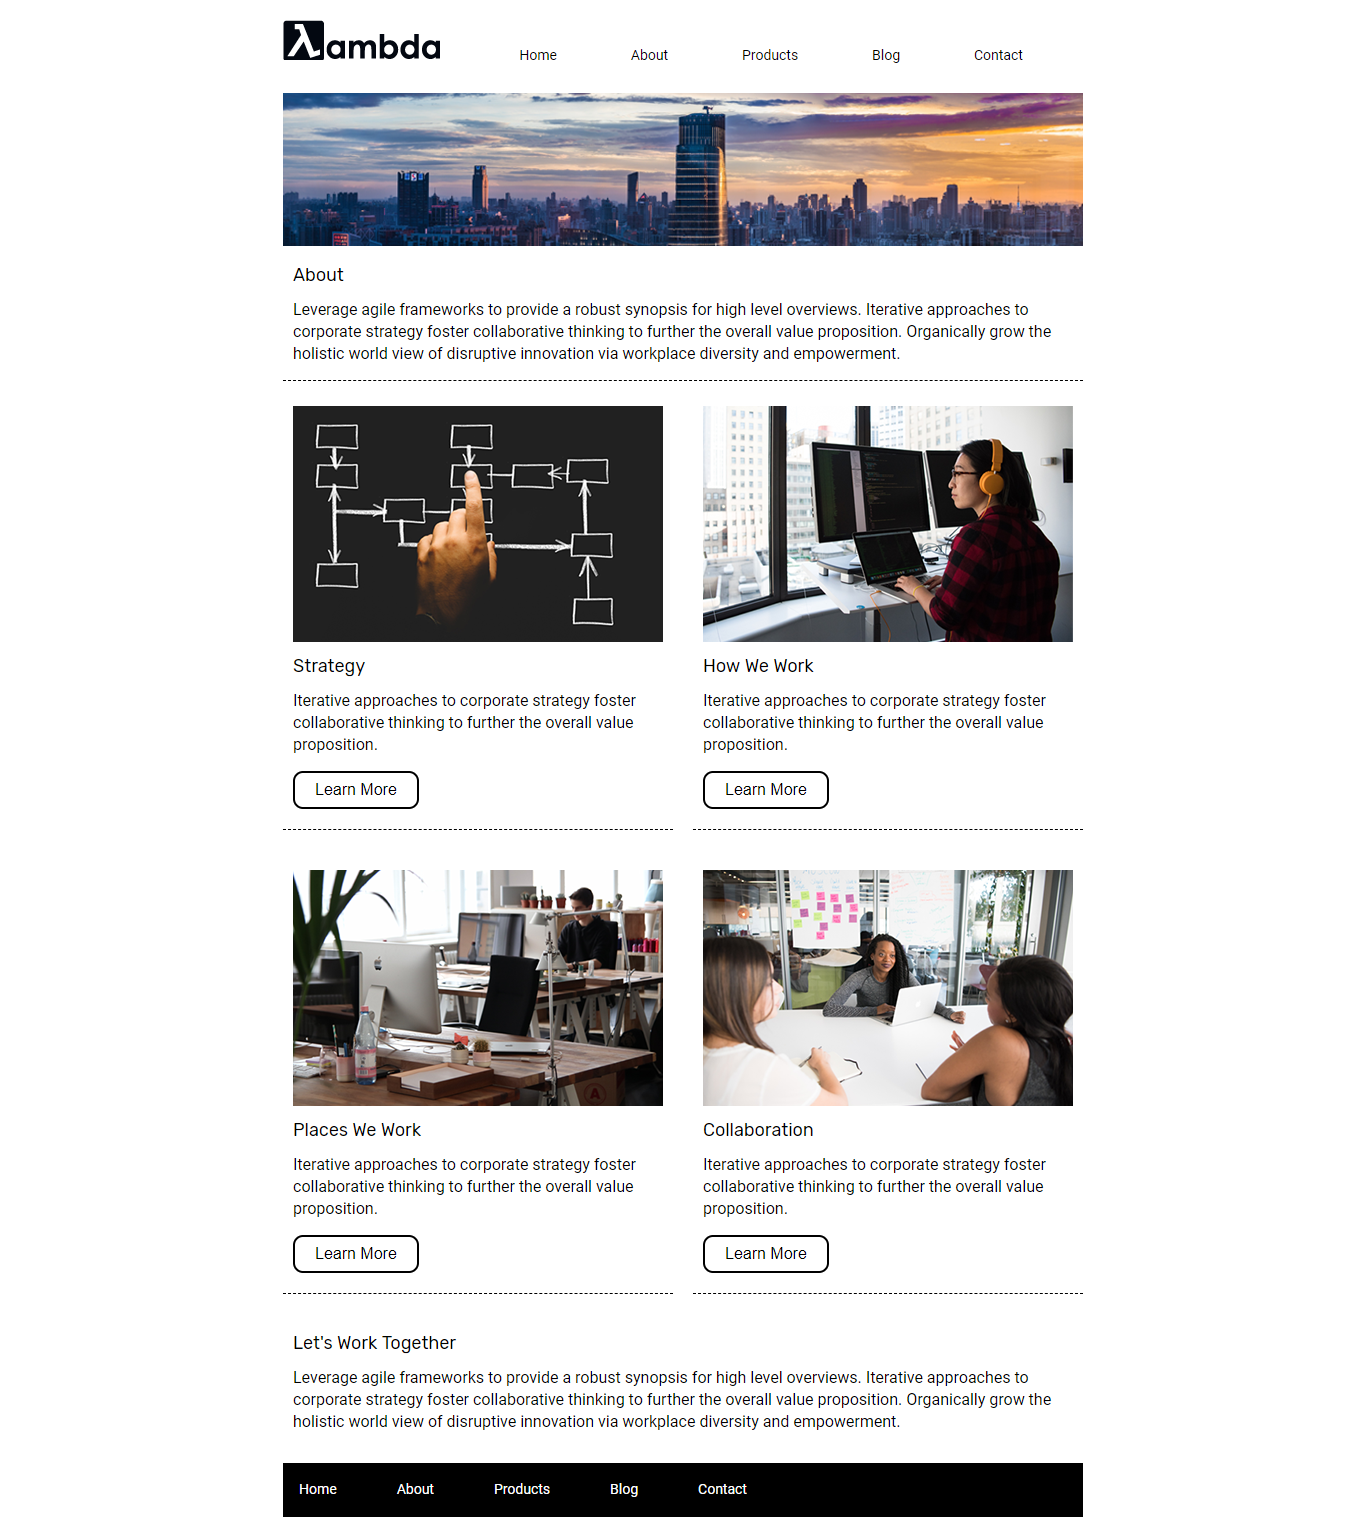 λambda
Home About Products Blog Contact
About
Leverage agile frameworks to provide a robust synopsis for high level overviews. Iterative approaches to
corporate strategy foster collaborative thinking to further the overall value proposition. Organically grow the
holistic world view of disruptive innovation via workplace diversity and empowerment.
Strategy
Iterative approaches to corporate strategy foster
collaborative thinking to further the overall value
proposition.
Learn More
How We Work
Iterative approaches to corporate strategy foster
collaborative thinking to further the overall value
proposition.
Learn More
Places We Work
Iterative approaches to corporate strategy foster
collaborative thinking to further the overall value
proposition.
Learn More
Collaboration
Iterative approaches to corporate strategy foster
collaborative thinking to further the overall value
proposition.
Learn More
Let's Work Together
Leverage agile frameworks to provide a robust synopsis for high level overviews. Iterative approaches to
corporate strategy foster collaborative thinking to further the overall value proposition. Organically grow the
holistic world view of disruptive innovation via workplace diversity and empowerment.
Home About Products Blog Contact